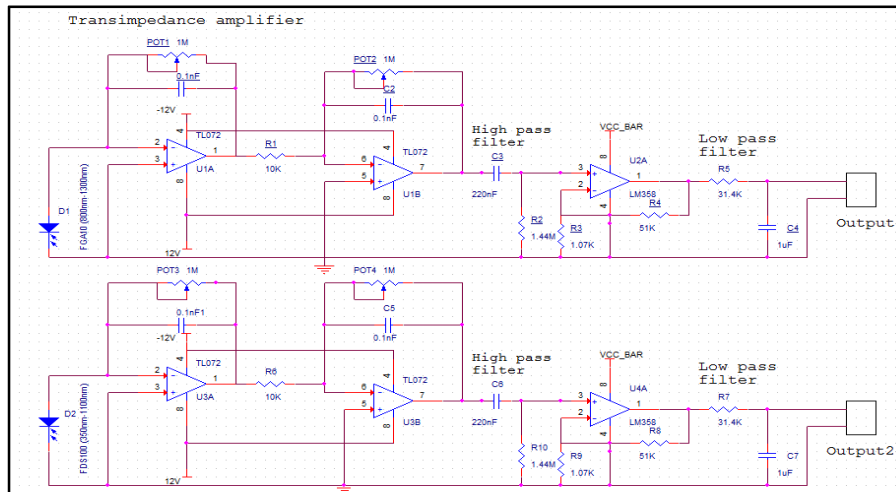 Transimpedance amplifier
POT1 1M
0.1nF
-12V
4
TL072
2
3
1
U1A
8
12V
R1
10K
D1
FGA10 (800nm-1300nm)
POT2 1M
C2
0.1nF
TL072
4
6
5
7
U1B
8
High pass
filter
C3
220nF
R2
1.44M
R3
1.07K
VCC_BAR
8
U2A
3
2
1
LM358
4
R4
51K
Low pass
filter
R5
31.4K
C4
1uF
Output
POT3 1M
0.1nF1
-12V
4
TL072
2
3
1
U3A
8
12V
R6
10K
D2
FDS100 (350nm-1100nm)
POT4 1M
C5
0.1nF
TL072
4
6
5
7
U3B
8
High pass
filter
C6
220nF
R10
1.44M
R9
1.07K
VCC_BAR
8
U4A
3
2
1
LM358
4
R8
51K
Low pass
filter
R7
31.4K
C7
1uF
Output2